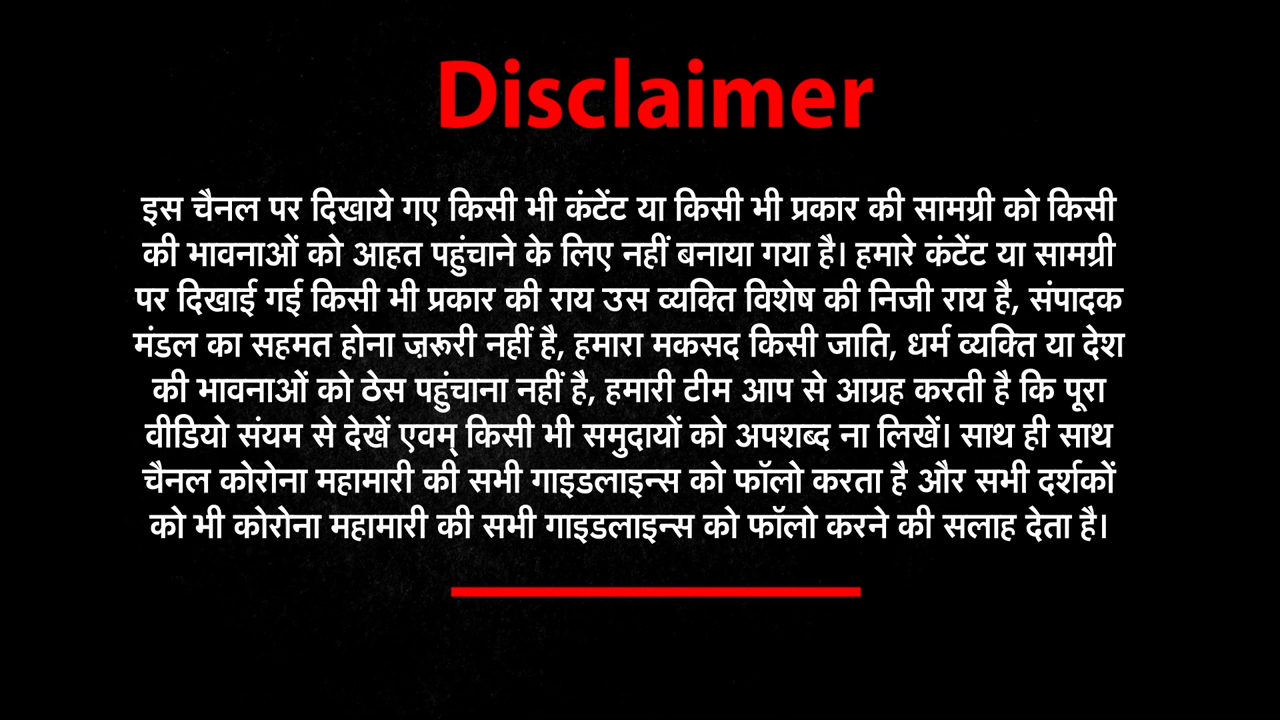 Disclaimer
इस चैनल पर दिखाये गए किसी भी कंटेंट या किसी भी प्रकार की सामग्री को किसी
की भावनाओं को आहत पहुंचाने के लिए नहीं बनाया गया है। हमारे कंटेंट या सामग्री
पर दिखाई गई किसी भी प्रकार की राय उस व्यक्ति विशेष की निजी राय है, संपादक
मंडल का सहमत होना ज़रूरी नहीं है, हमारा मकसद किसी जाति, धर्म व्यक्ति या देश
की भावनाओं को ठेस पहुंचाना नहीं है, हमारी टीम आप से आग्रह करती है कि पूरा
वीडियो संयम से देखें एवम् किसी भी समुदायों को अपशब्द ना लिखें। साथ ही साथ
चैनल कोरोना महामारी की सभी गाइडलाइन्स को फॉलो करता है और सभी दर्शकों
को भी कोरोना महामारी की सभी गाइडलाइन्स को फॉलो करने की सलाह देता है।